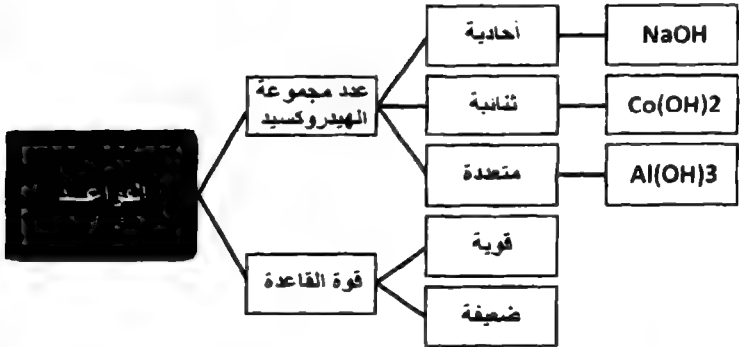 أحادية
NaOH
عدد مجموعة
الهيدروكسيد
ثنائية
Co(OH)2
القواعد
متعددة
Al(OH)3
قوة القاعدة
قوية
ضعيفة